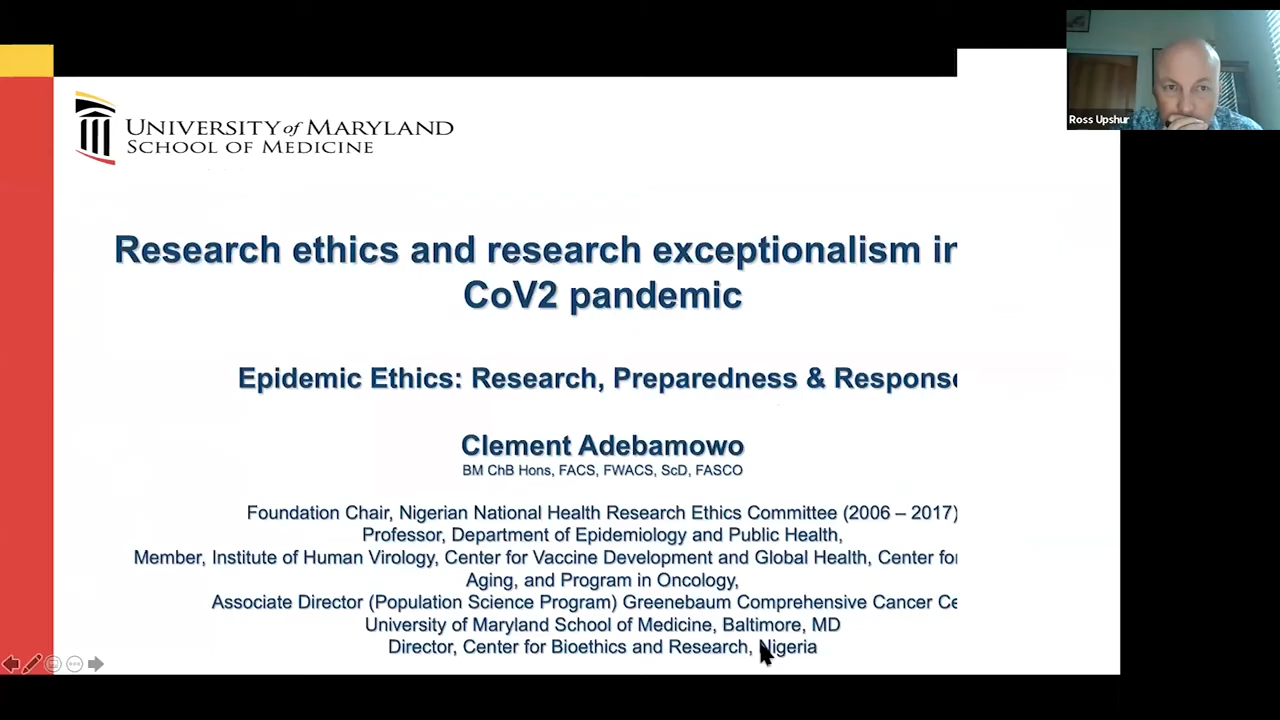 UNIVERSITY of MARYLAND
SCHOOL OF MEDICINE
Ross Upshur
Research ethics and research exceptionalism in
CoV2 pandemic
Epidemic Ethics: Research, Preparedness & Response
Clement Adebamowo
BM ChB Hons, FACS, FWACS, ScD, FASCO
Foundation Chair, Nigerian National Health Research Ethics Committee (2006 – 2017)
Professor, Department of Epidemiology and Public Health,
Member, Institute of Human Virology, Center for Vaccine Development and Global Health, Center for
Aging, and Program in Oncology,
Associate Director (Population Science Program) Greenebaum Comprehensive Cancer Ce
University of Maryland School of Medicine, Baltimore, MD
Director, Center for Bioethics and Research, Nigeria